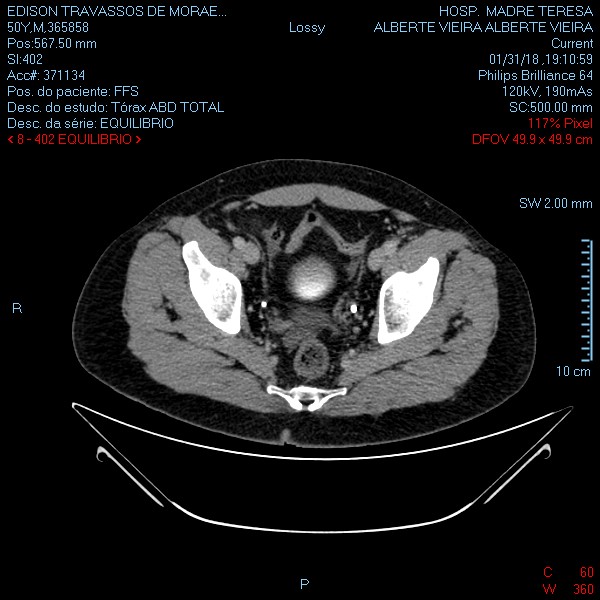 EDISON TRAVASSOS DE MORAE...
50Y,M,365858
Pos:567.50 mm
SI:402
Acc#: 371134
Pos. do paciente: FFS
Desc. do estudo: Tórax ABD TOTAL
Desc. da série: EQUILIBRIO
< 8 - 402 EQUILIBRIO >
Lossy
HOSP. MADRE TERESA
ALBERTE VIEIRA ALBERTE VIEIRA
Current
01/31/18 ,19:10:59
Philips Brilliance 64
120kV, 190mAs
SC:500.00 mm
117% Pixel
DFOV 49.9 x 49.9 cm
SW 2.00 mm
R
10 cm
P
C 60
W 360